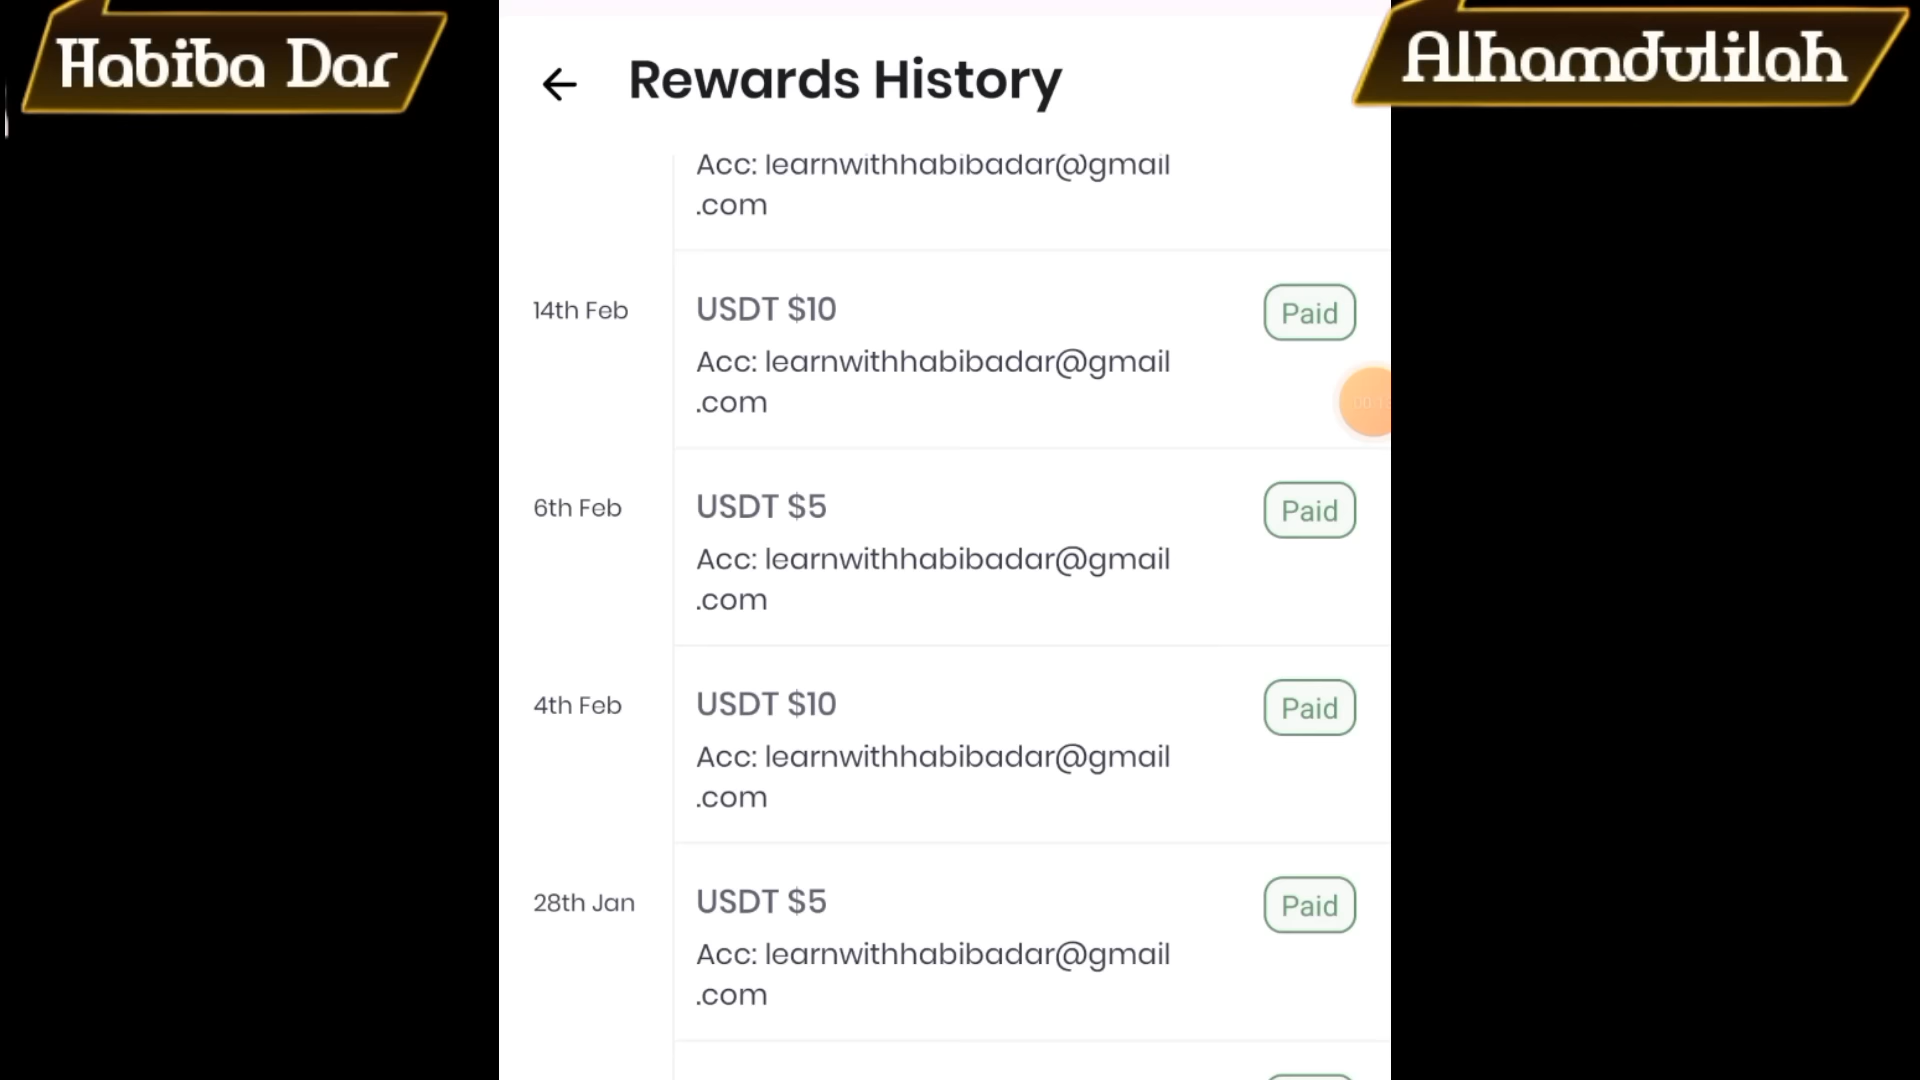 Habiba Dar
Alhamdulilah
Rewards History
Acc: learnwithhabibadar@gmail
.com
14th Feb
USDT $10
Paid
Acc: learnwithhabibadar@gmail
.com
6th Feb
USDT $5
Paid
Acc: learnwithhabibadar@gmail
.com
4th Feb
USDT $10
Paid
Acc: learnwithhabibadar@gmail
.com
28th Jan
USDT $5
Paid
Acc: learnwithhabibadar@gmail
.com